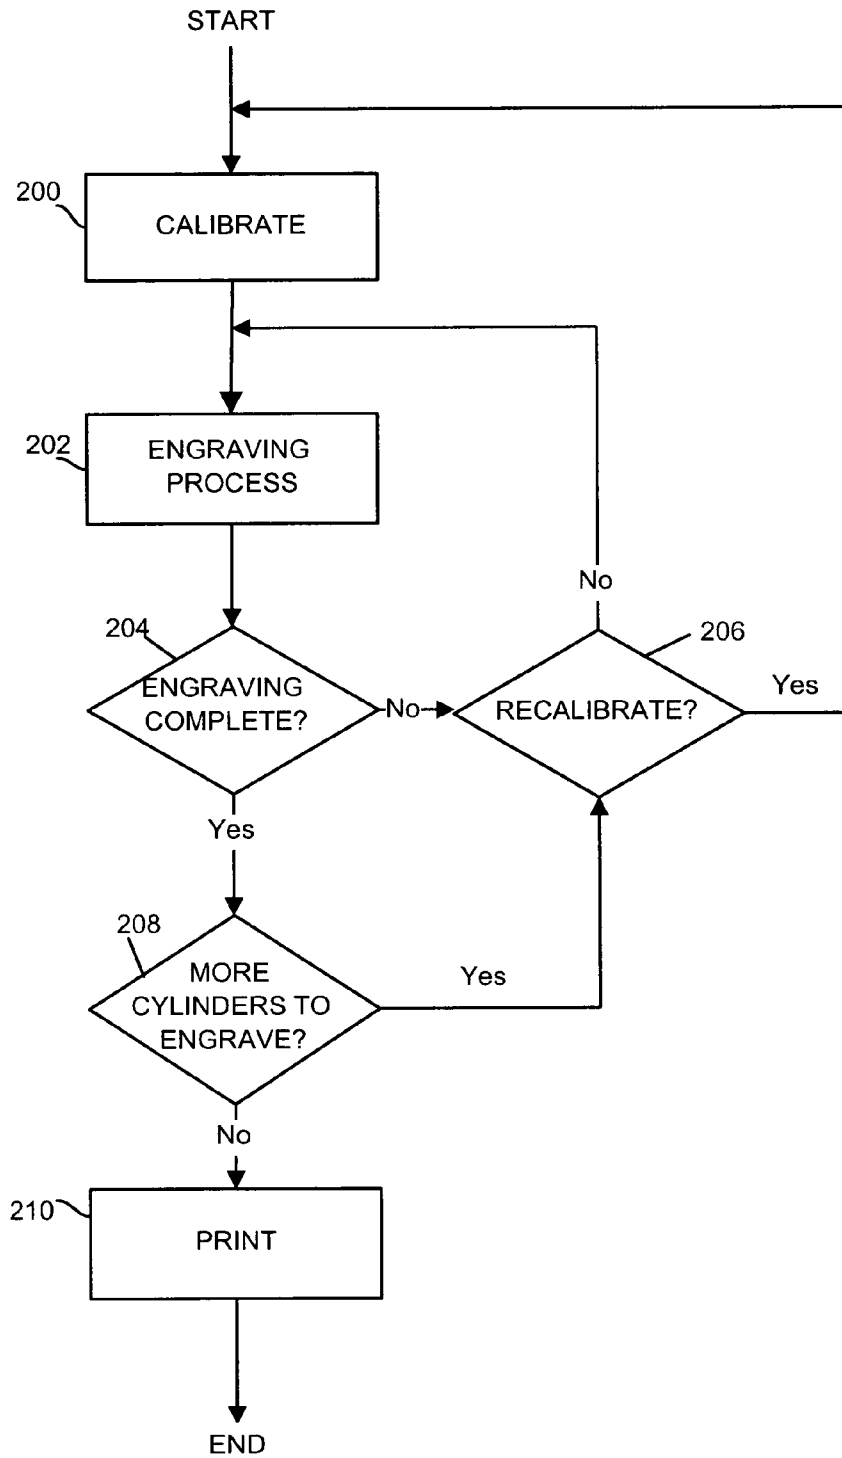 START
200
CALIBRATE
202
ENGRAVING
PROCESS
No
204
206
ENGRAVING
COMPLETE?
No
RECALIBRATE?
Yes
Yes
208
MORE
CYLINDERS TO
ENGRAVE?
Yes
No
210
PRINT
END